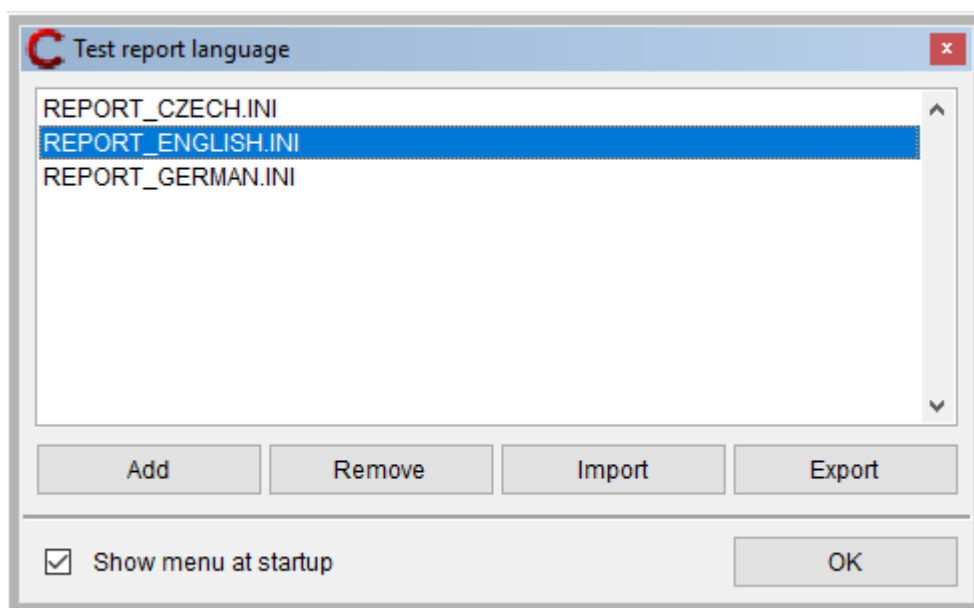 Test report language
REPORT_CZECH.INI
REPORT_ENGLISH.INI
REPORT_GERMAN.INI
Add Remove Import Export
Show menu at startup OK